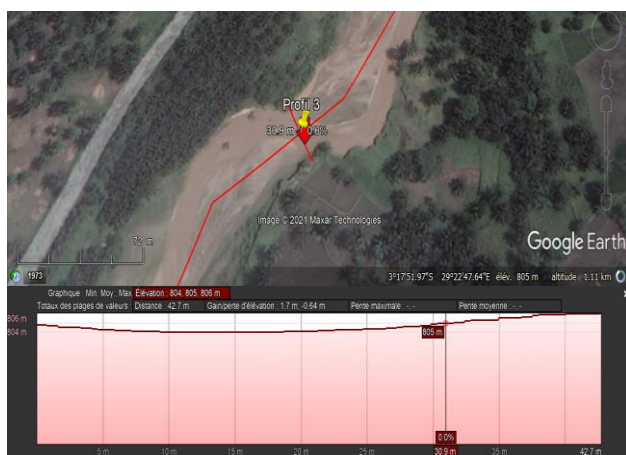 Profil 3
30.9 m, 0.0%
Image © 2021 Maxar Technologies
72 m
Google Earth
1973
3°17'51.97"S 29°22'47.64"E élév. 805 m altitude : 1.11 km
Graphique : Min. Moy. Max Élévation : 804, 805, 806 m
Totaux des plages de valeurs : Distance : 42.7 m Gain/perte d'élévation : 1.7 m, -0.64 m Pente maximale : -, - Pente moyenne : -, -
806 m
804 m
805 m
0.0%
5 m 10 m 15 m 20 m 25 m 30.9 m 35 m 42.7 m